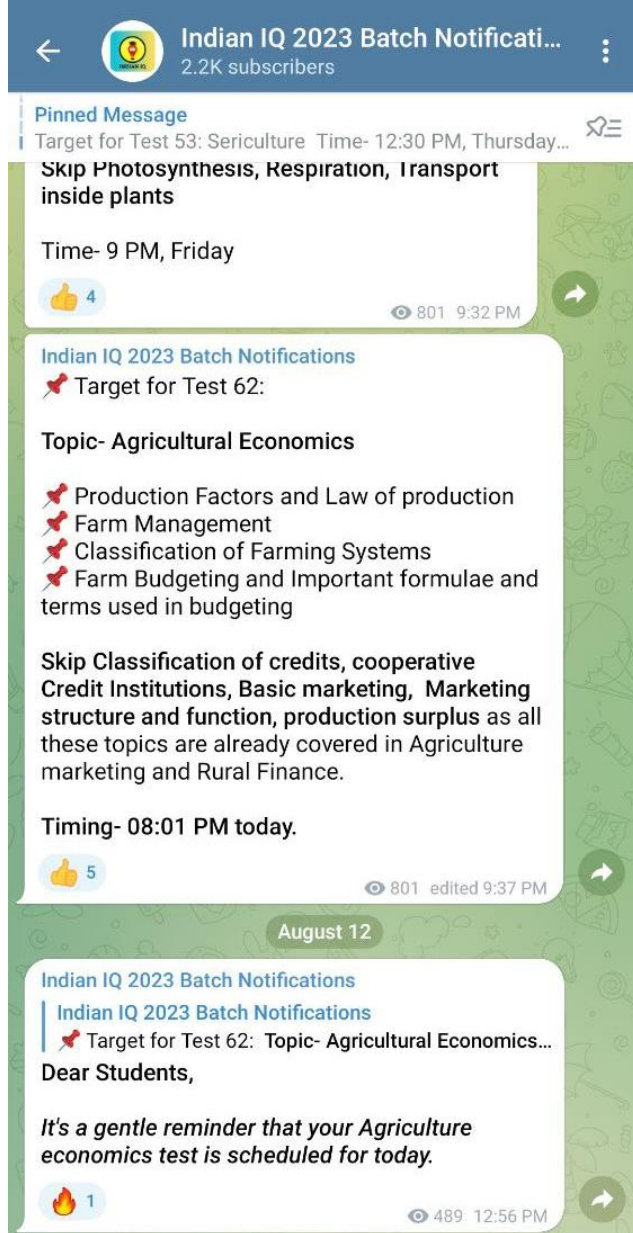 Indian IQ 2023 Batch Notificati...
2.2K subscribers
Pinned Message
Target for Test 53: Sericulture Time- 12:30 PM, Thursday...
Skip Photosynthesis, Respiration, Transport
inside plants
Time- 9 PM, Friday
👍 4
801 9:32 PM
Indian IQ 2023 Batch Notifications
📌 Target for Test 62:
Topic- Agricultural Economics
📌 Production Factors and Law of production
📌 Farm Management
📌 Classification of Farming Systems
📌 Farm Budgeting and Important formulae and
terms used in budgeting
Skip Classification of credits, cooperative
Credit Institutions, Basic marketing, Marketing
structure and function, production surplus as all
these topics are already covered in Agriculture
marketing and Rural Finance.
Timing- 08:01 PM today.
👍 5
801 edited 9:37 PM
August 12
Indian IQ 2023 Batch Notifications
Indian IQ 2023 Batch Notifications
📌 Target for Test 62: Topic- Agricultural Economics...
Dear Students,
It's a gentle reminder that your Agriculture
economics test is scheduled for today.
🔥 1
489 12:56 PM